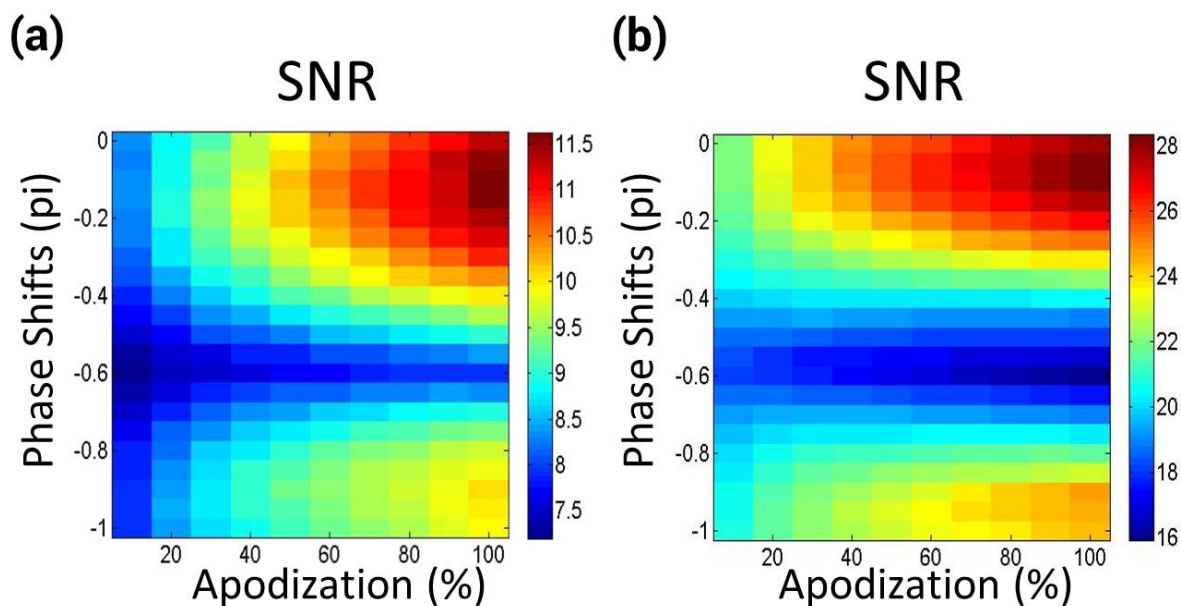 (a)
SNR
Phase Shifts (pi)
0
-0.2
-0.4
-0.6
-0.8
-1
20 40 60 80 100
Apodization (%)
11.5
11
10.5
10
9.5
9
8.5
8
7.5
(b)
SNR
Phase Shifts (pi)
0
-0.2
-0.4
-0.6
-0.8
-1
20 40 60 80 100
Apodization (%)
28
26
24
22
20
18
16